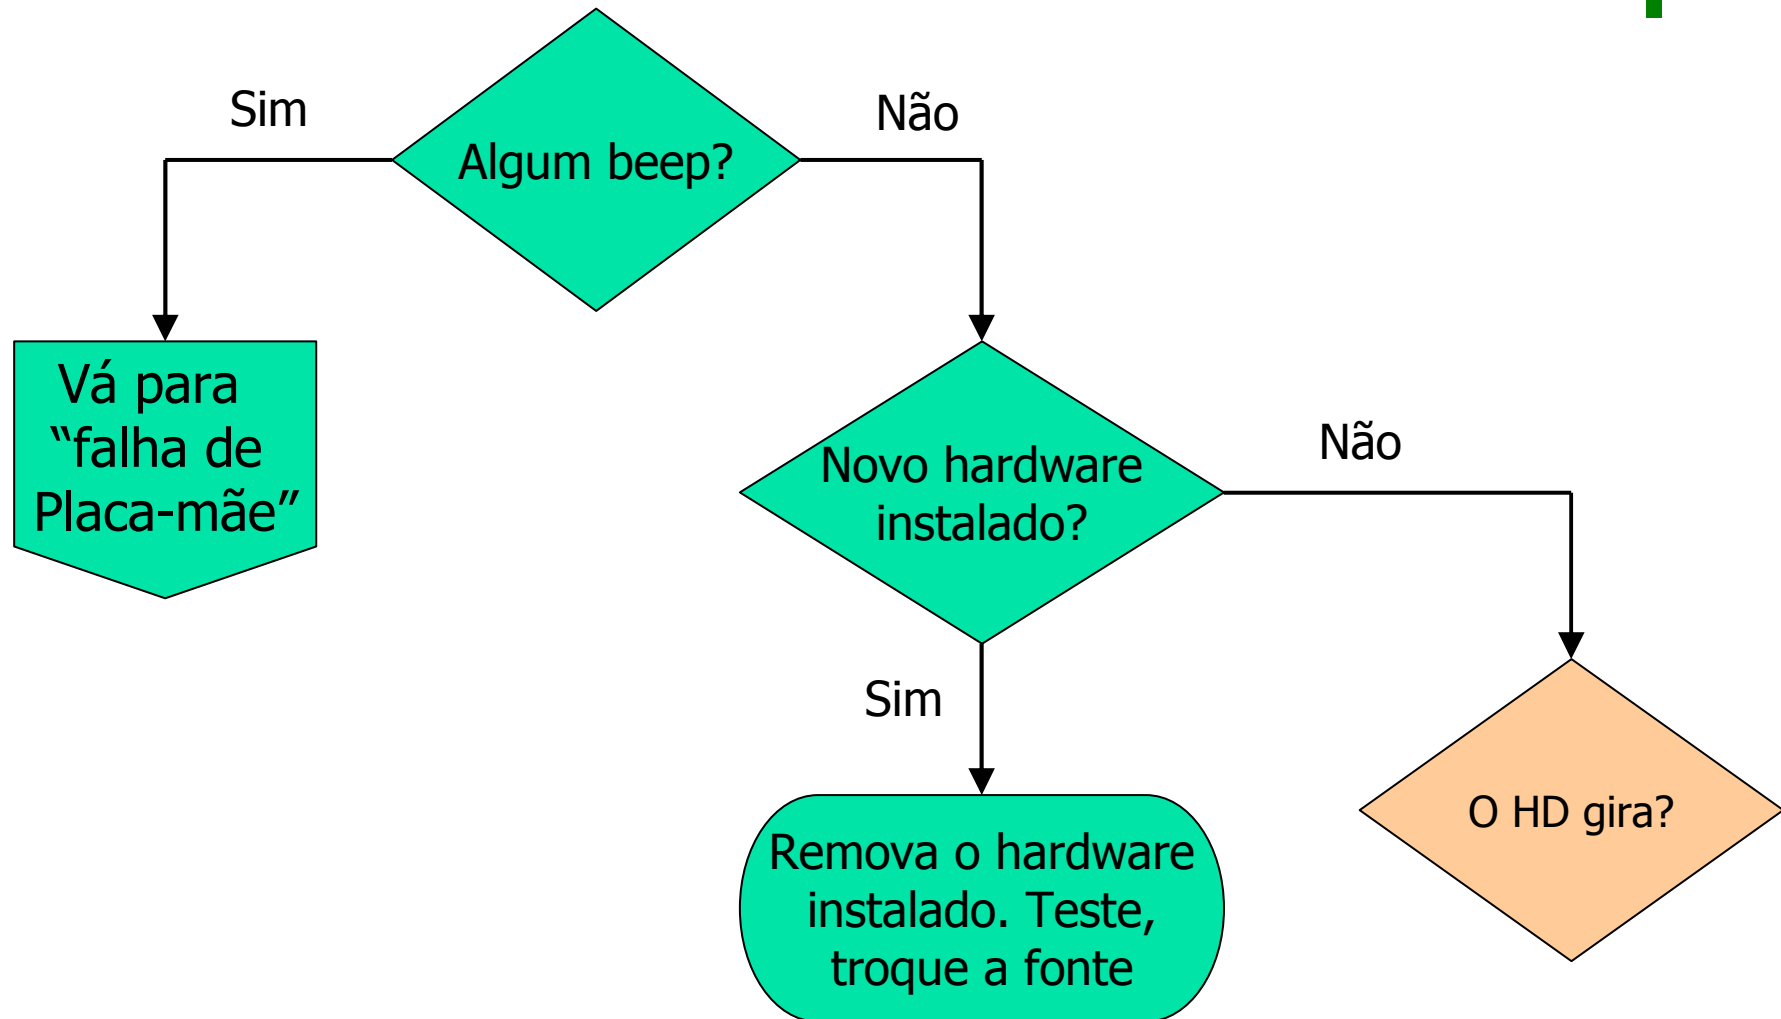 Sim
Não
Algum beep?
Vá para
“falha de
Placa-mãe”
Novo hardware
instalado?
Não
Sim
O HD gira?
Remova o hardware
instalado. Teste,
troque a fonte